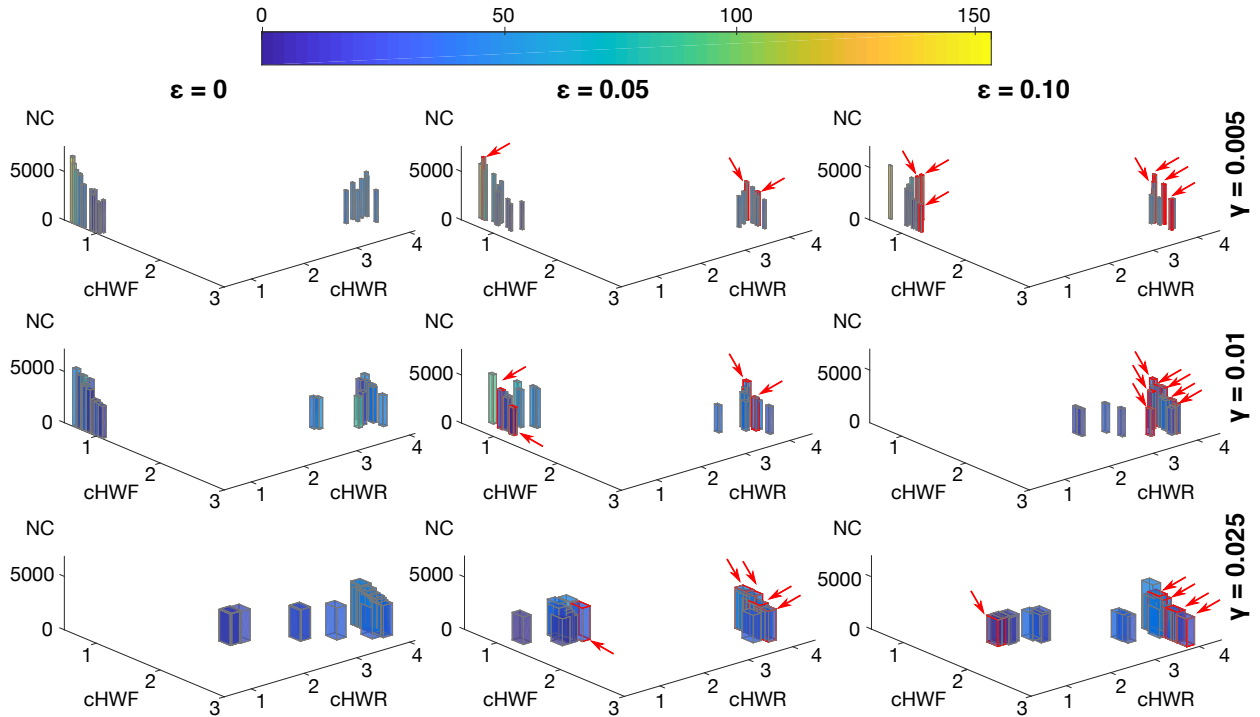 0 50 100 150
ε = 0 ε = 0.05 ε = 0.10
NC NC NC
5000 5000 5000
0 0 0
1 2 3 1 2 3 4
cHWF cHWR
1 2 3 1 2 3 4
cHWF cHWR
1 2 3 1 2 3 4
cHWF cHWR
γ = 0.005
NC NC NC
5000 5000 5000
0 0 0
1 2 3 1 2 3 4
cHWF cHWR
1 2 3 1 2 3 4
cHWF cHWR
1 2 3 1 2 3 4
cHWF cHWR
γ = 0.01
NC NC NC
5000 5000 5000
0 0 0
1 2 3 1 2 3 4
cHWF cHWR
1 2 3 1 2 3 4
cHWF cHWR
1 2 3 1 2 3 4
cHWF cHWR
γ = 0.025